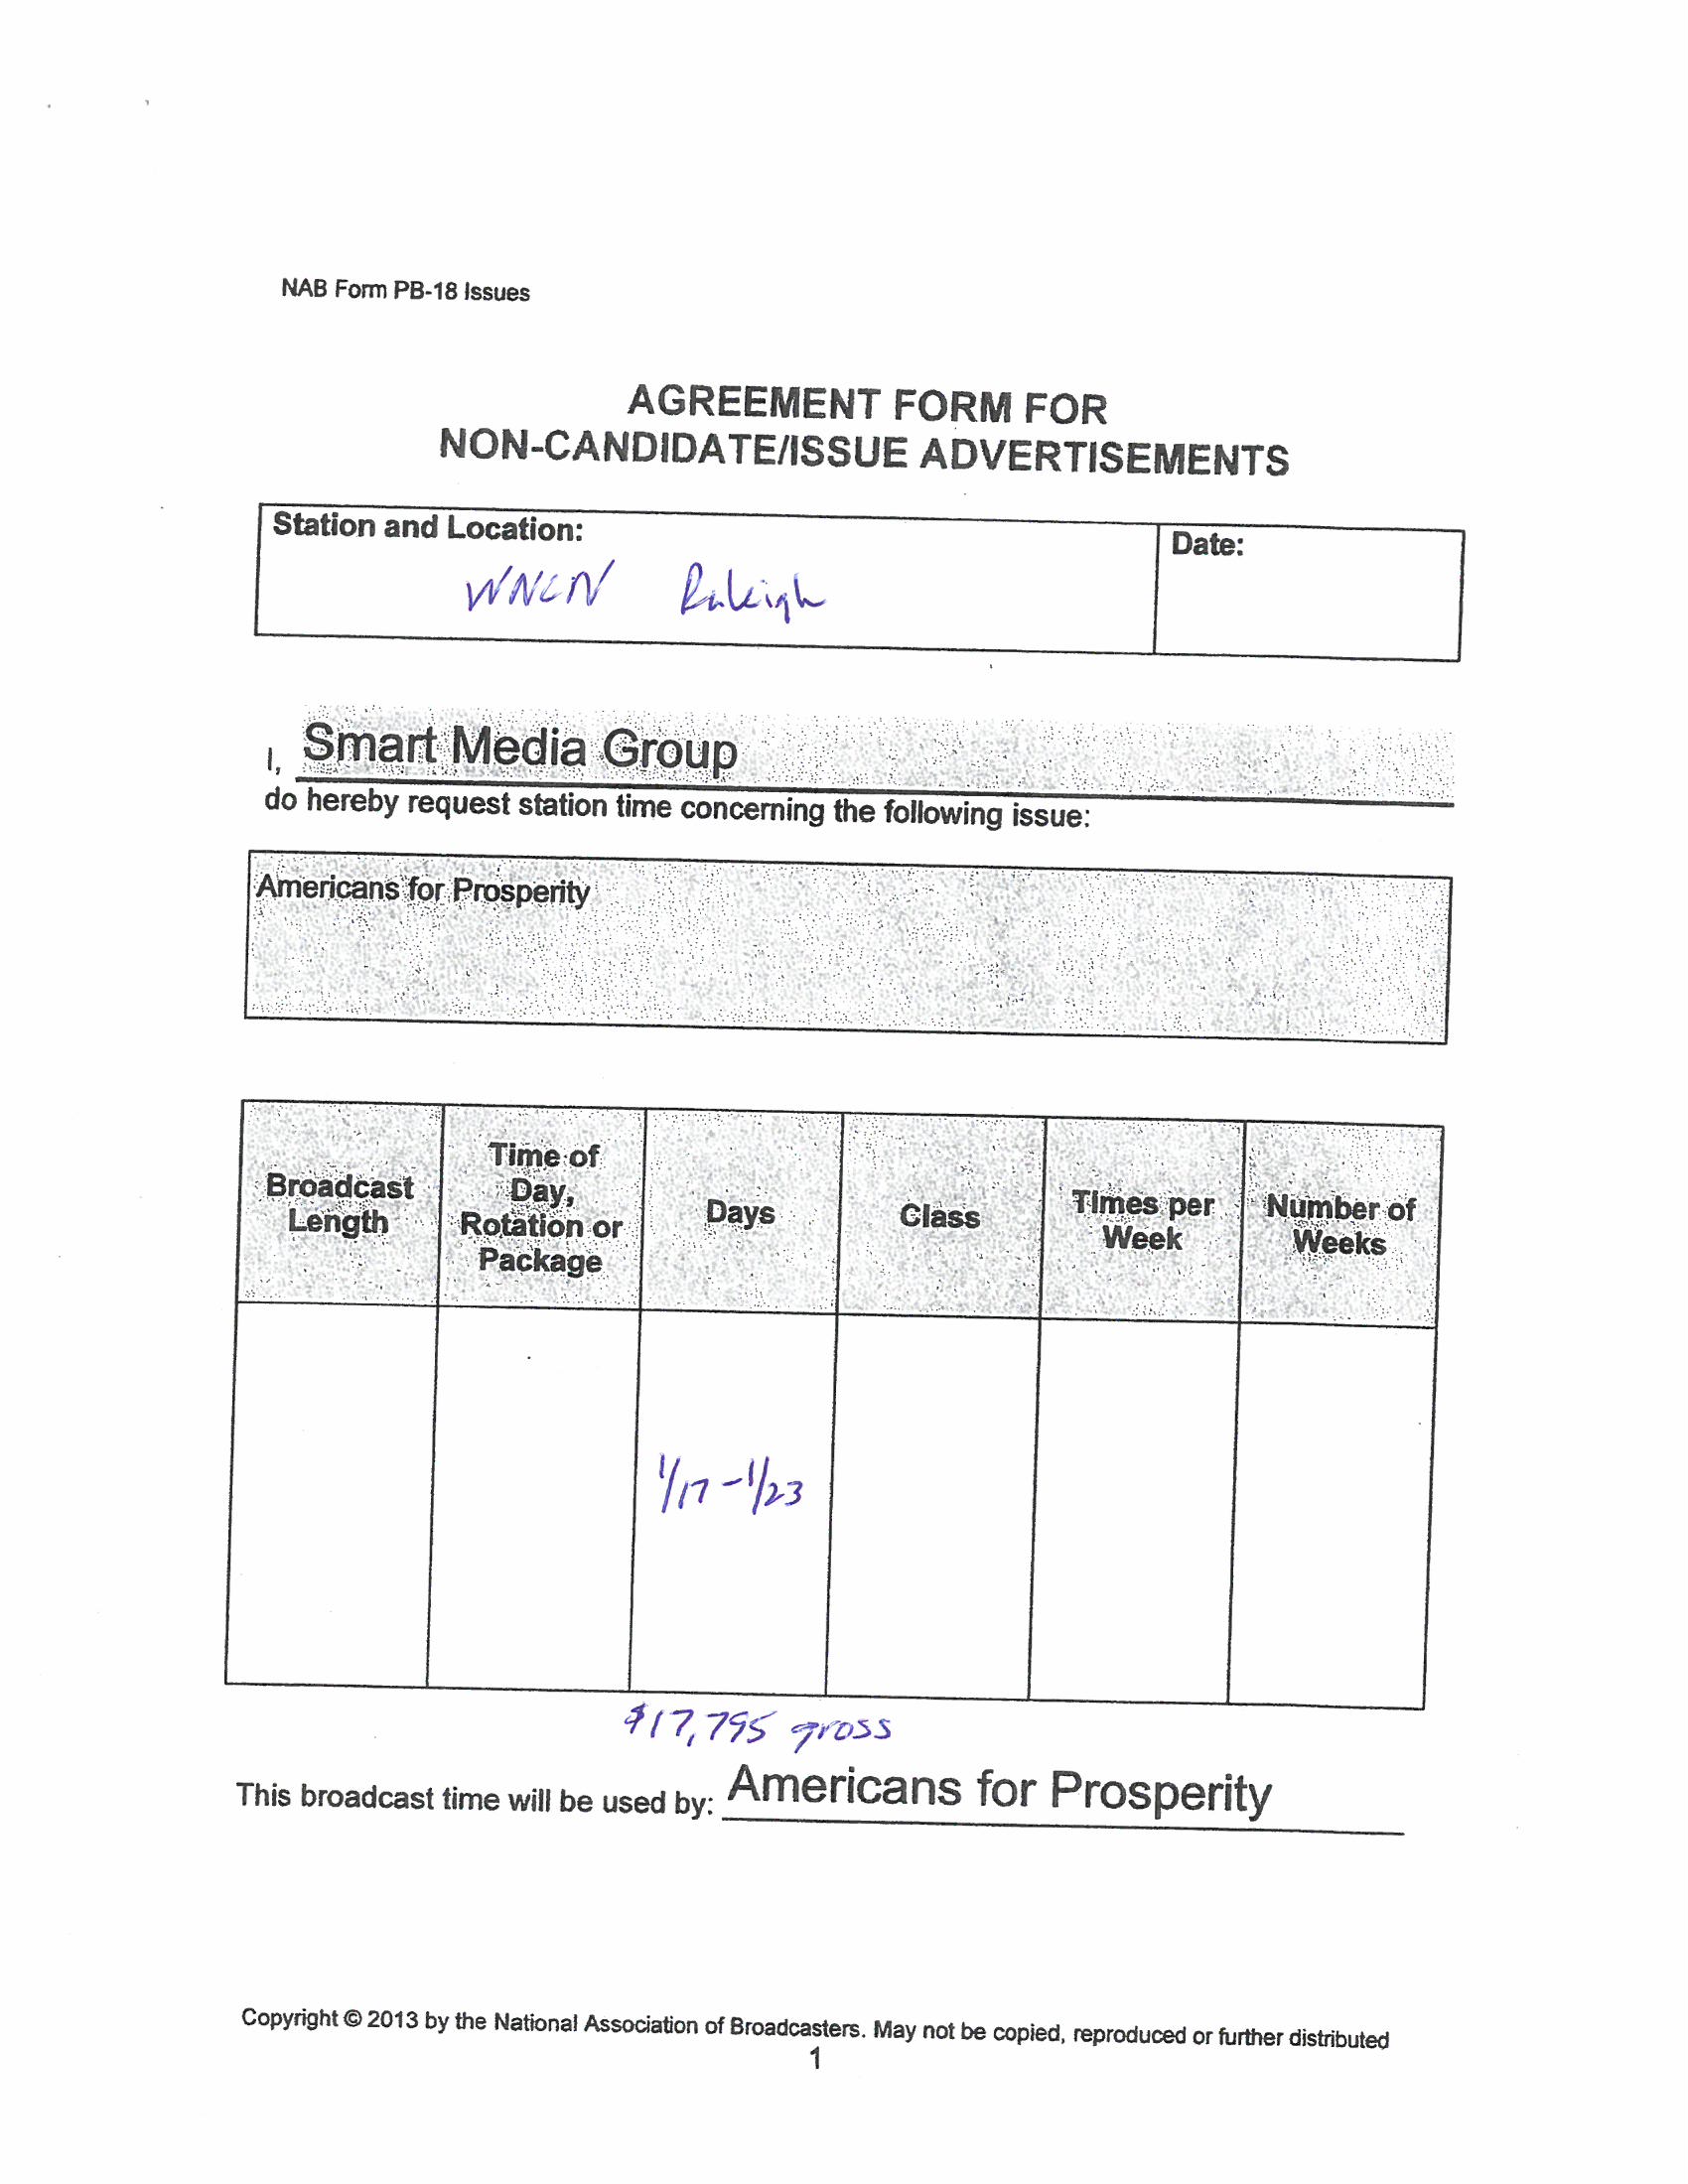 NAB Form PB-18 Issues
AGREEMENT FORM FOR
NON-CANDIDATE/ISSUE ADVERTISEMENTS
Station and Location:
Date:
WNCN Raleigh
I, Smart Media Group
do hereby request station time concerning the following issue:
Americans for Prosperity
Broadcast Length
Time of Day, Rotation or Package
Days
Class
Times per Week
Number of Weeks
1/17 - 1/23
$17,795 gross
This broadcast time will be used by: Americans for Prosperity
Copyright © 2013 by the National Association of Broadcasters. May not be copied, reproduced or further distributed
1